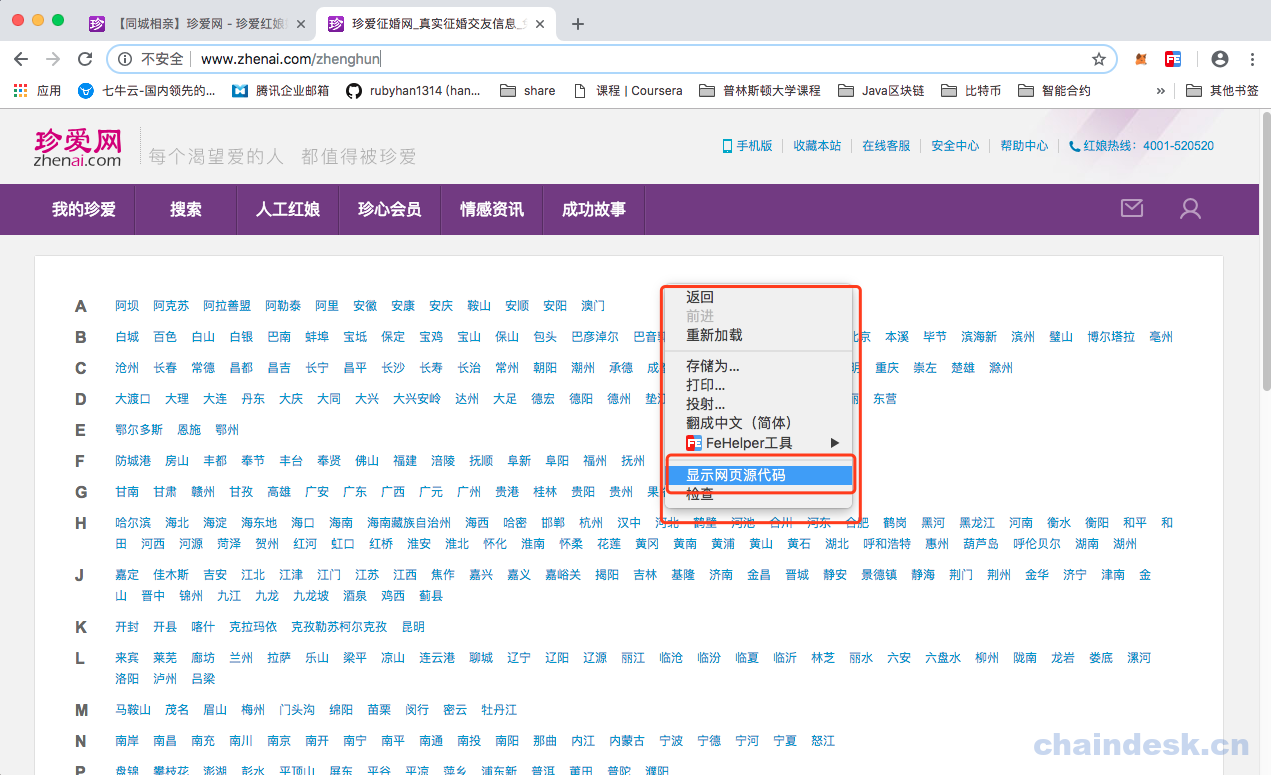 【同城相亲】珍爱网 - 珍爱红娘
珍爱征婚网_真实征婚交友信息_
不安全 www.zhenai.com/zhenghun
应用 七牛云-国内领先的... 腾讯企业邮箱 rubyhan1314 (han... share 课程 | Coursera 普林斯顿大学课程 Java区块链 比特币 智能合约 » 其他书签
珍爱网
zhenai.com
每个渴望爱的人 都值得被珍爱
手机版 收藏本站 在线客服 安全中心 帮助中心 红娘热线：4001-520520
我的珍爱 搜索 人工红娘 珍心会员 情感资讯 成功故事
A 阿坝 阿克苏 阿拉善盟 阿勒泰 阿里 安徽 安康 安庆 鞍山 安顺 安阳 澳门
B 白城 百色 白山 白银 巴南 蚌埠 宝坻 保定 宝鸡 宝山 保山 包头 巴彦淖尔 巴音 北京 本溪 毕节 滨海新 滨州 璧山 博尔塔拉 亳州
C 沧州 长春 常德 昌都 昌吉 长宁 昌平 长沙 长寿 长治 常州 朝阳 潮州 承德 重庆 崇左 楚雄 滁州
D 大渡口 大理 大连 丹东 大庆 大同 大兴 大兴安岭 达州 大足 德宏 德阳 德州 东营
E 鄂尔多斯 恩施 鄂州
F 防城港 房山 丰都 奉节 丰台 奉贤 佛山 福建 涪陵 抚顺 阜新 阜阳 福州 抚州
G 甘南 甘肃 赣州 甘孜 高雄 广安 广东 广西 广元 广州 贵港 桂林 贵阳 贵州 果
H 哈尔滨 海北 海淀 海东地 海口 海南 海南藏族自治州 海西 哈密 邯郸 杭州 汉中 河北 鹤壁 河池 合川 河东 合肥 鹤岗 黑河 黑龙江 河南 衡水 衡阳 和平 和
田 河西 河源 菏泽 贺州 红河 虹口 红桥 淮安 淮北 怀化 淮南 怀柔 花莲 黄冈 黄南 黄浦 黄山 黄石 湖北 呼和浩特 惠州 葫芦岛 呼伦贝尔 湖南 湖州
J 嘉定 佳木斯 吉安 江北 江津 江门 江苏 江西 焦作 嘉兴 嘉义 嘉峪关 揭阳 吉林 基隆 济南 金昌 晋城 静安 景德镇 静海 荆门 荆州 金华 济宁 津南 金
山 晋中 锦州 九江 九龙 九龙坡 酒泉 鸡西 蓟县
K 开封 开县 喀什 克拉玛依 克孜勒苏柯尔克孜 昆明
L 来宾 莱芜 廊坊 兰州 拉萨 乐山 梁平 凉山 连云港 聊城 辽宁 辽阳 辽源 丽江 临沧 临汾 临夏 临沂 林芝 丽水 六安 六盘水 柳州 陇南 龙岩 娄底 漯河
洛阳 泸州 吕梁
M 马鞍山 茂名 眉山 梅州 门头沟 绵阳 苗栗 闵行 密云 牡丹江
N 南岸 南昌 南充 南川 南京 南开 南宁 南平 南通 南投 南阳 那曲 内江 内蒙古 宁波 宁德 宁河 宁夏 怒江
P 盘锦 攀枝花 澎湖 彭水 平顶山 屏东 平谷 平凉 萍乡 浦东新 普洱 莆田 普陀 濮阳
返回
前进
重新加载
存储为...
打印...
投射...
翻成中文（简体）
FE FeHelper工具
显示网页源代码
检查
chaindesk.cn